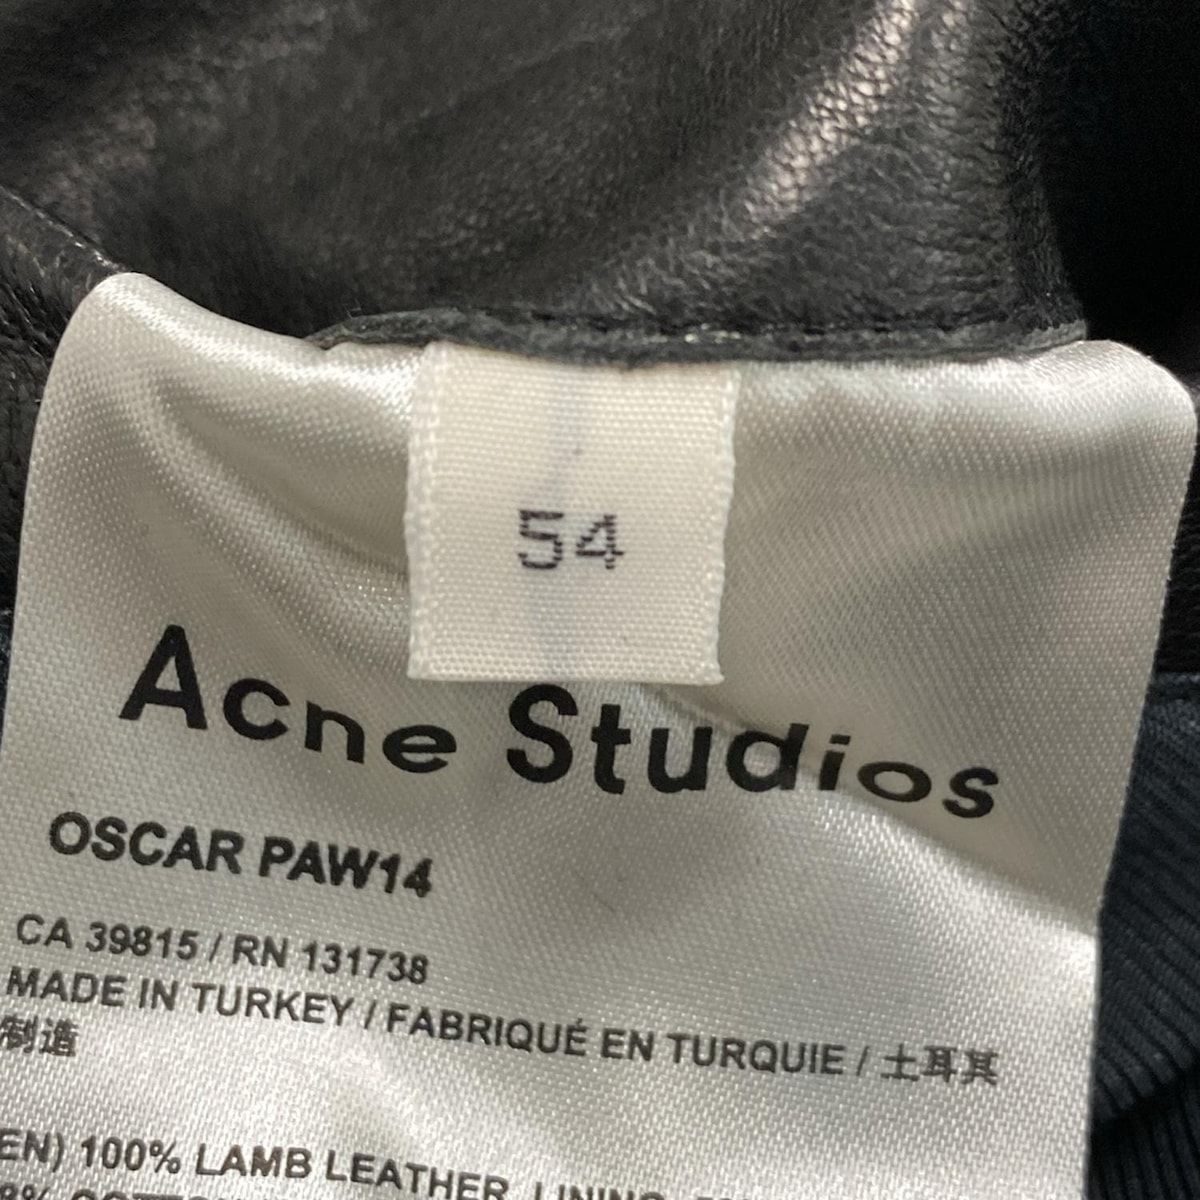 54
Acne Studios
OSCAR PAW14
CA 39815 / RN 131738
MADE IN TURKEY / FABRIQUÉ EN TURQUIE / 土耳其
制造
EN) 100% LAMB LEATHER, LINING